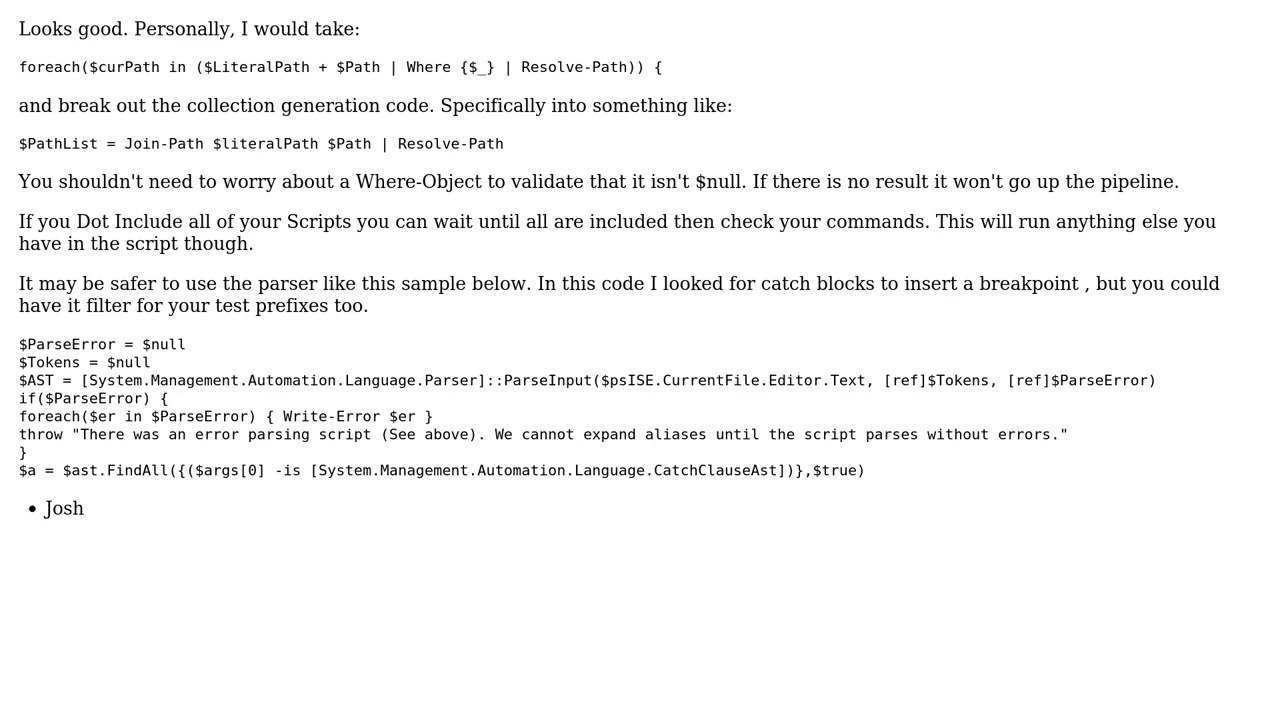 Looks good. Personally, I would take:
foreach($curPath in ($LiteralPath + $Path | Where {$_} | Resolve-Path)) {
and break out the collection generation code. Specifically into something like:
$PathList = Join-Path $literalPath $Path | Resolve-Path
You shouldn't need to worry about a Where-Object to validate that it isn't $null. If there is no result it won't go up the pipeline.
If you Dot Include all of your Scripts you can wait until all are included then check your commands. This will run anything else you
have in the script though.
It may be safer to use the parser like this sample below. In this code I looked for catch blocks to insert a breakpoint , but you could
have it filter for your test prefixes too.
$ParseError = $null
$Tokens = $null
$AST = [System.Management.Automation.Language.Parser]::ParseInput($psISE.CurrentFile.Editor.Text, [ref]$Tokens, [ref]$ParseError)
if($ParseError) {
foreach($er in $ParseError) { Write-Error $er }
throw "There was an error parsing script (See above). We cannot expand aliases until the script parses without errors."
}
$a = $ast.FindAll({($args[0] -is [System.Management.Automation.Language.CatchClauseAst])},$true)
• Josh